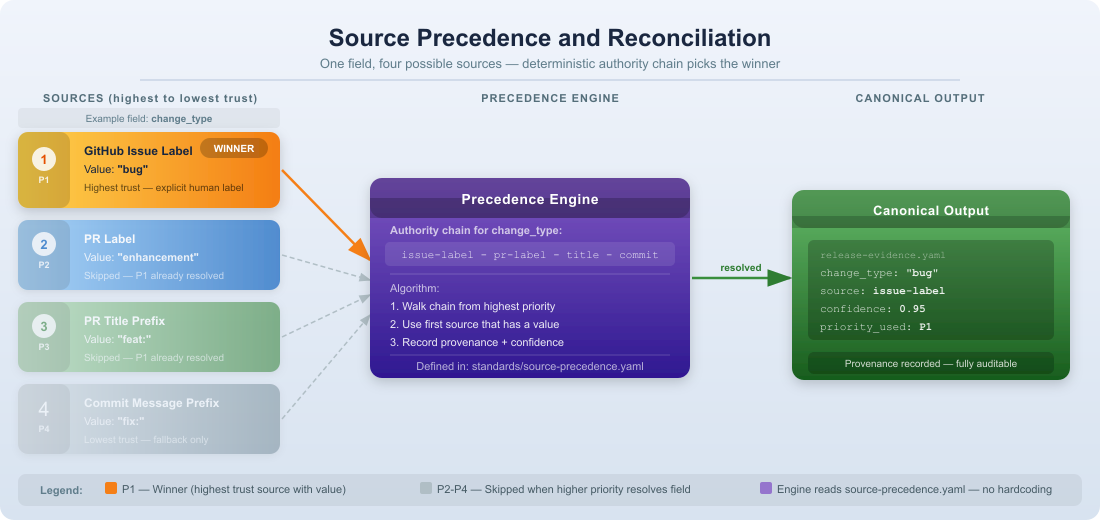 Source Precedence and Reconciliation
One field, four possible sources — deterministic authority chain picks the winner
SOURCES (highest to lowest trust)
Example field: change_type
1
P1
GitHub Issue Label
WINNER
Value: "bug"
Highest trust — explicit human label
2
P2
PR Label
Value: "enhancement"
Skipped — P1 already resolved
3
P3
PR Title Prefix
Value: "feat:"
Skipped — P1 already resolved
4
P4
Commit Message Prefix
Value: "fix:"
Lowest trust — fallback only
PRECEDENCE ENGINE
Precedence Engine
Authority chain for change_type:
issue-label - pr-label - title - commit
Algorithm:
1. Walk chain from highest priority
2. Use first source that has a value
3. Record provenance + confidence
Defined in: standards/source-precedence.yaml
resolved
CANONICAL OUTPUT
Canonical Output
release-evidence.yaml
change_type: "bug"
source: issue-label
confidence: 0.95
priority_used: P1
Provenance recorded — fully auditable
Legend:
P1 — Winner (highest trust source with value)
P2-P4 — Skipped when higher priority resolves field
Engine reads source-precedence.yaml — no hardcoding